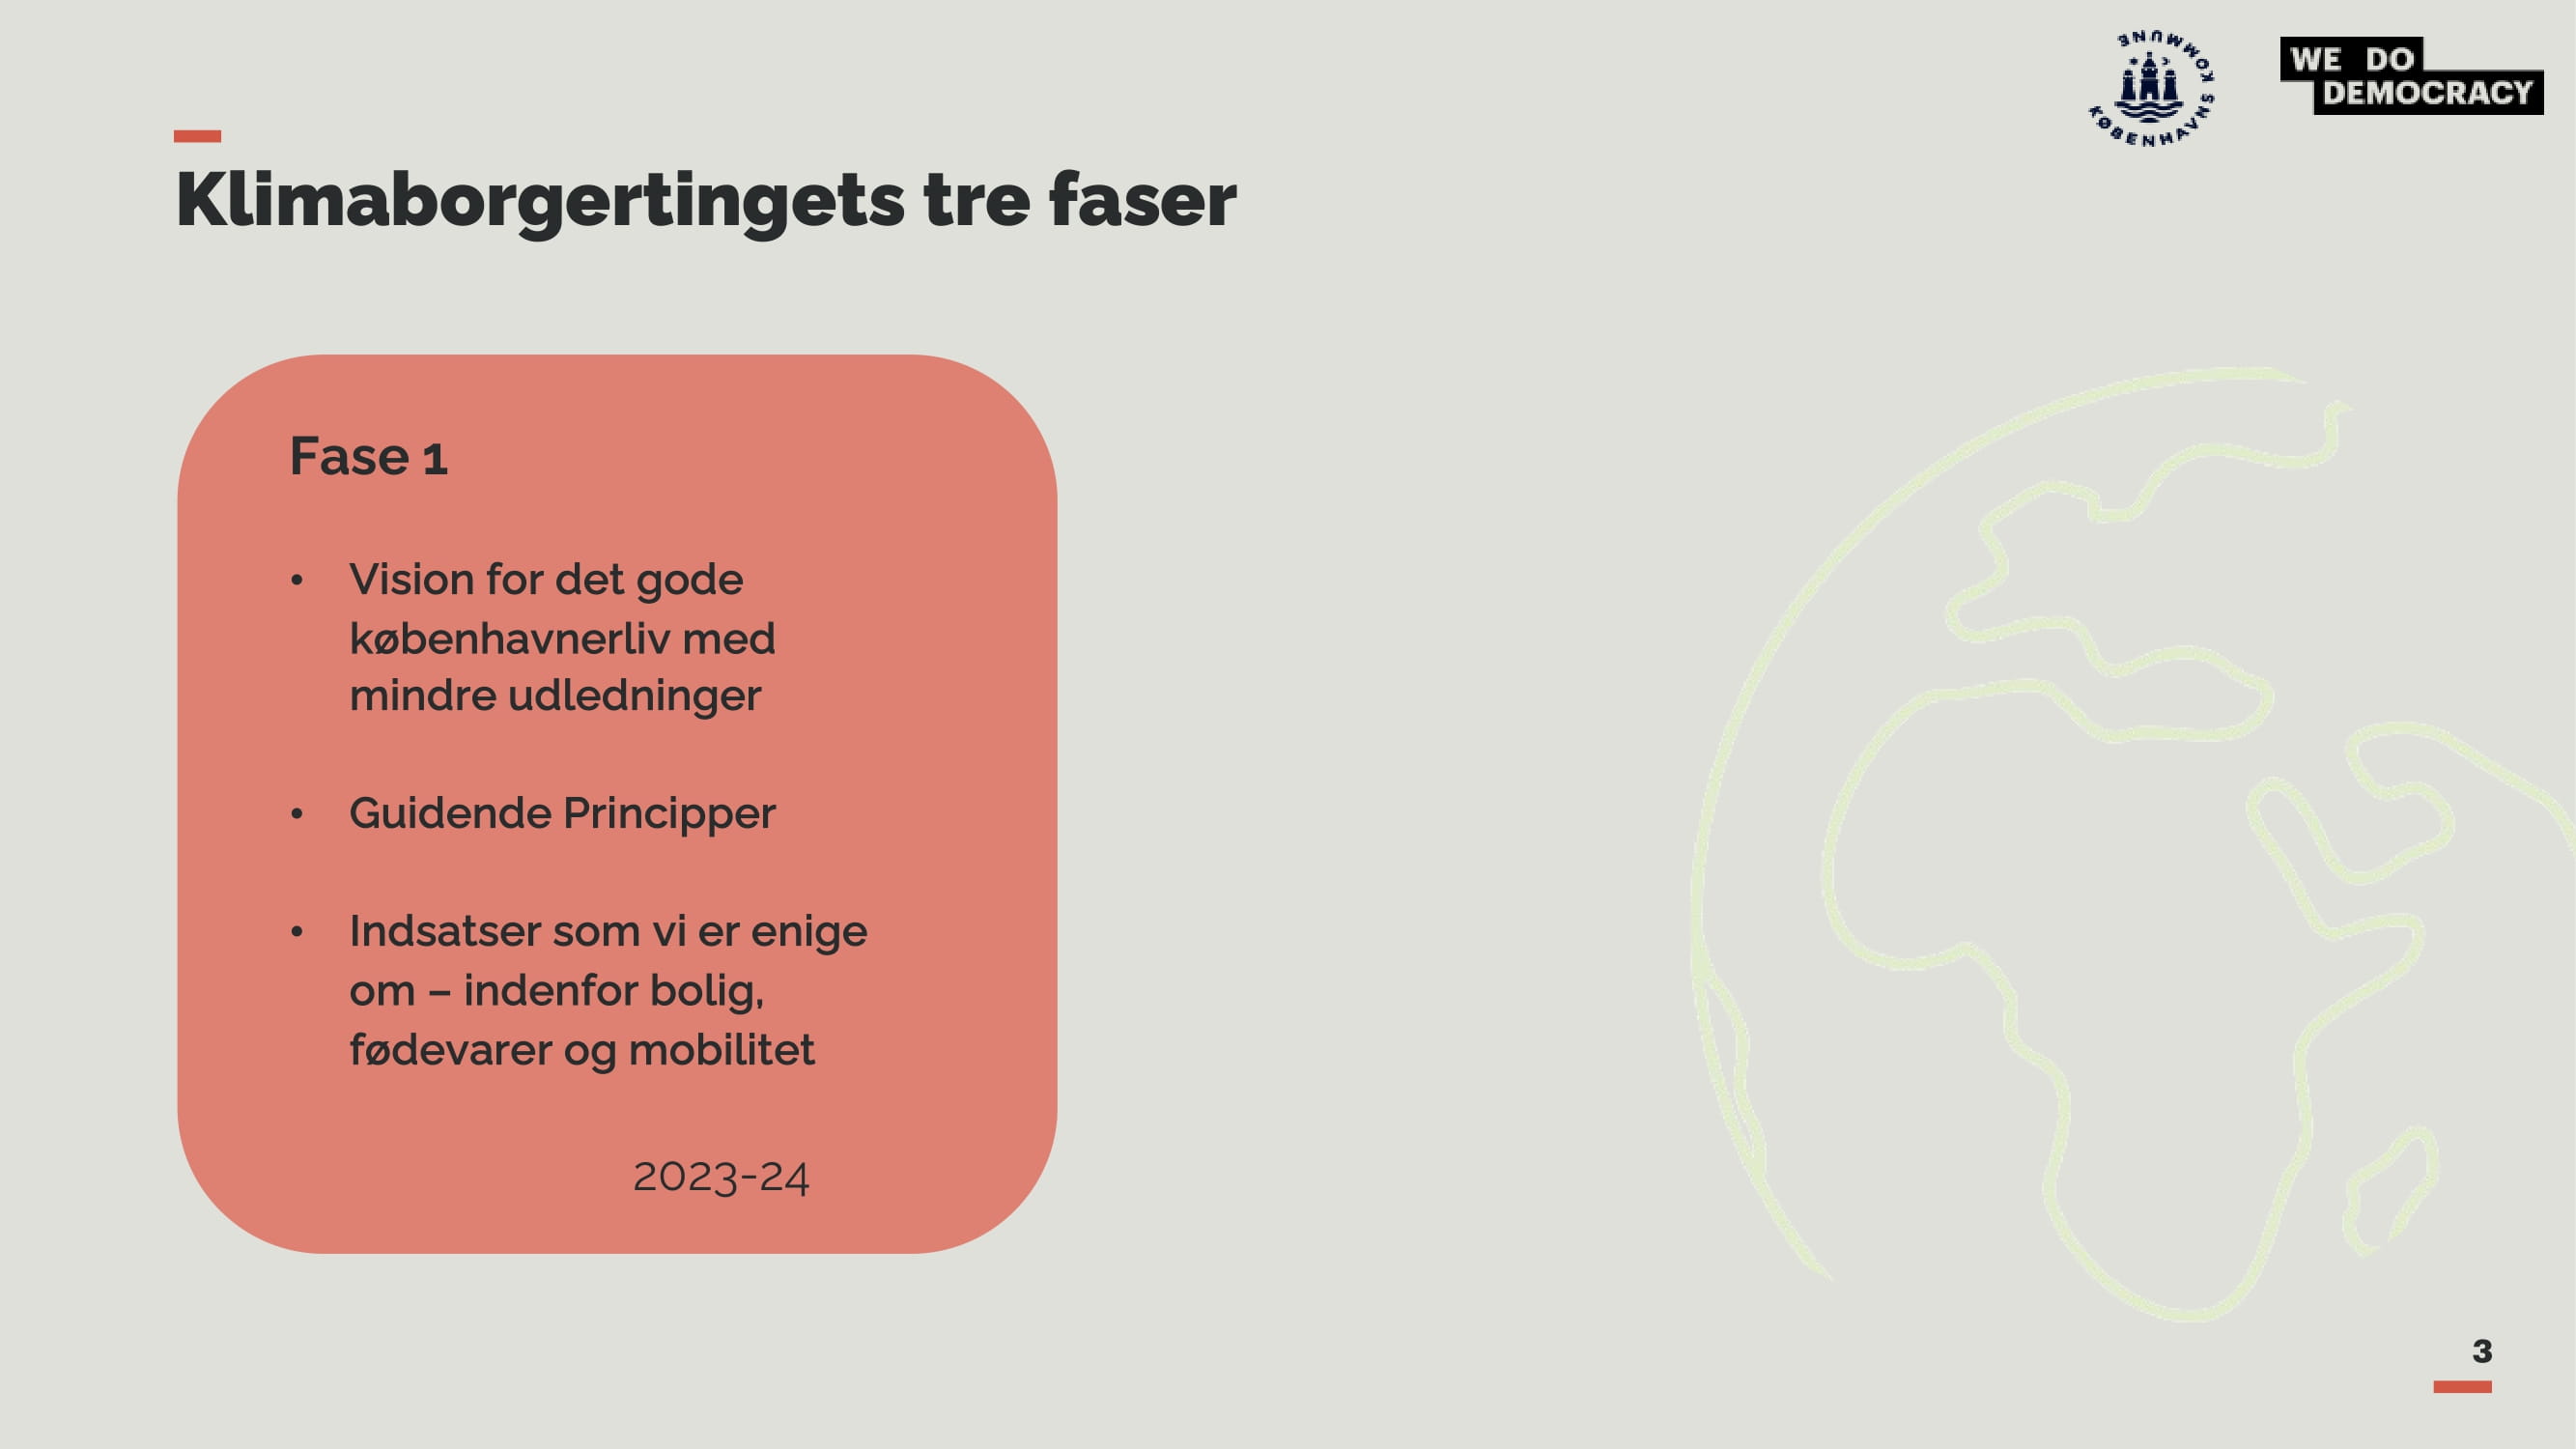 KØBENHAVNS KOMMUNE
WE DO
DEMOCRACY
Klimaborgertingets tre faser
Fase 1
• Vision for det gode
københavnerliv med
mindre udledninger
• Guidende Principper
• Indsatser som vi er enige
om – indenfor bolig,
fødevarer og mobilitet
2023-24
3